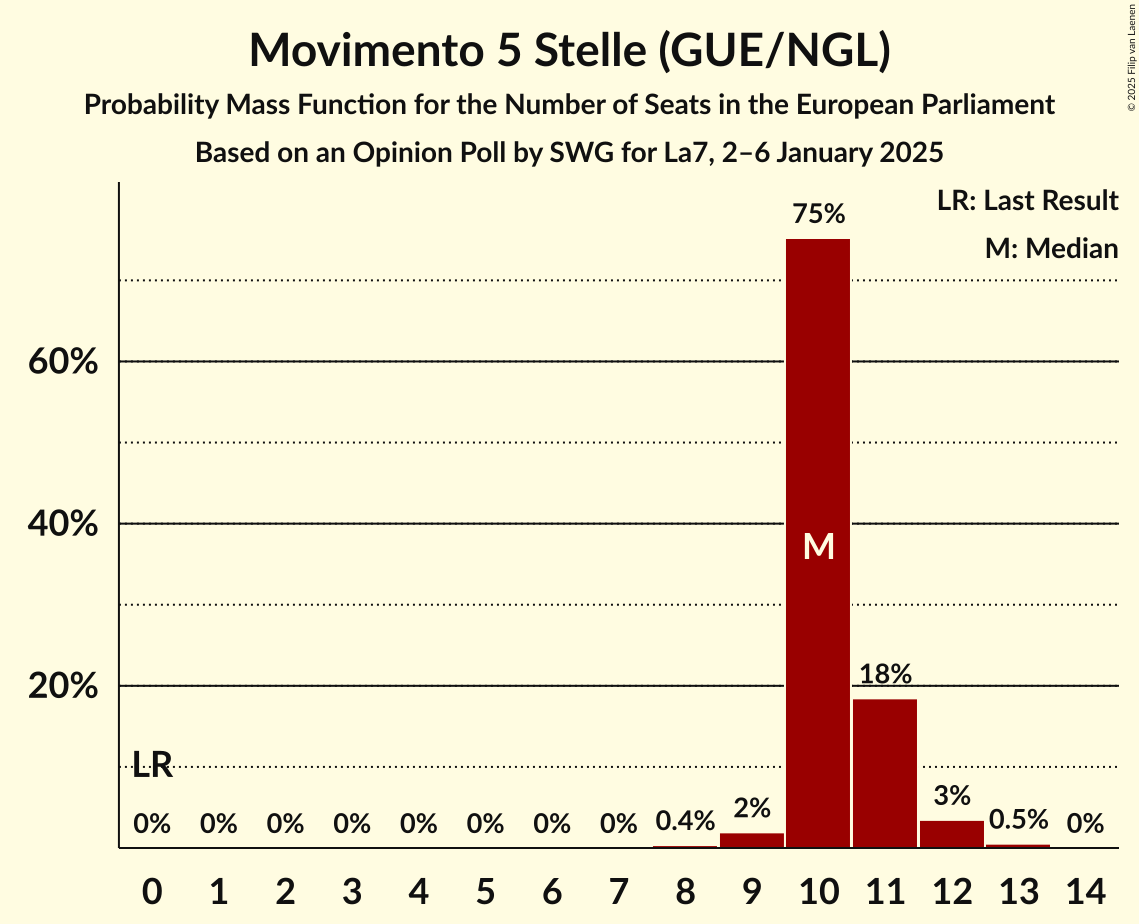 Movimento 5 Stelle (GUE/NGL)
Probability Mass Function for the Number of Seats in the European Parliament
Based on an Opinion Poll by SWG for La7, 2–6 January 2025
© 2025 Filip van Laenen
LR: Last Result
M: Median
75%
60%
40%
M
20%
18%
LR
0% 0% 0% 0% 0% 0% 0% 0% 0.4% 2% 3% 0.5% 0%
0 1 2 3 4 5 6 7 8 9 10 11 12 13 14